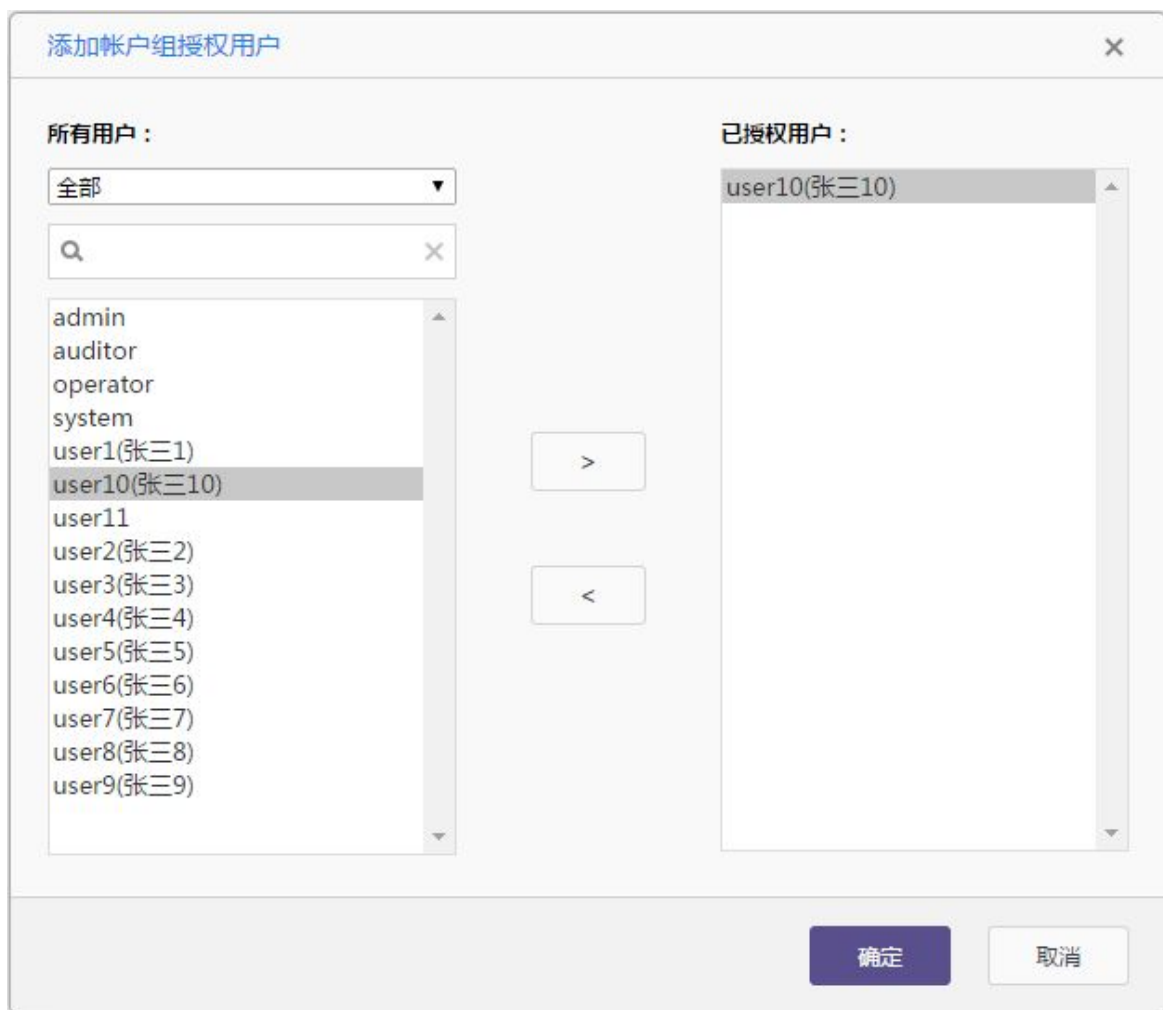 添加帐户组授权用户
所有用户：
全部
admin
auditor
operator
system
user1(张三1)
user10(张三10)
user11
user2(张三2)
user3(张三3)
user4(张三4)
user5(张三5)
user6(张三6)
user7(张三7)
user8(张三8)
user9(张三9)
>
<
已授权用户：
user10(张三10)
确定
取消